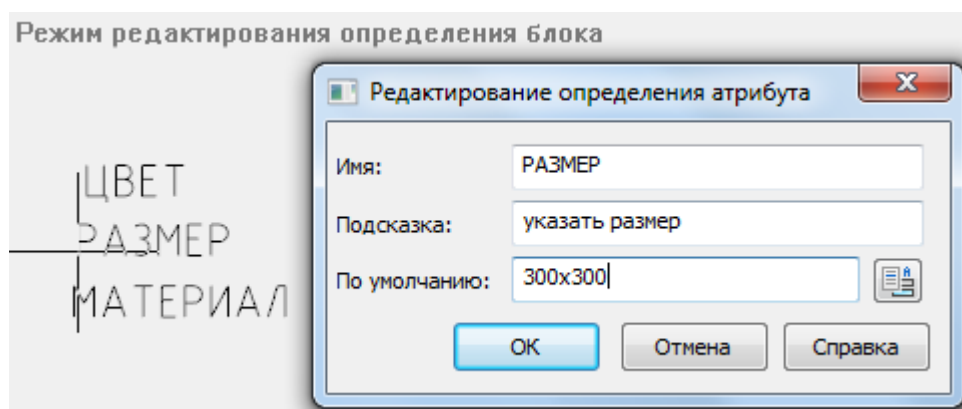 Режим редактирования определения блока
Редактирование определения атрибута
ЦВЕТ
РАЗМЕР
МАТЕРИАЛ
Имя: РАЗМЕР
Подсказка: указать размер
По умолчанию: 300x300
ОК Отмена Справка